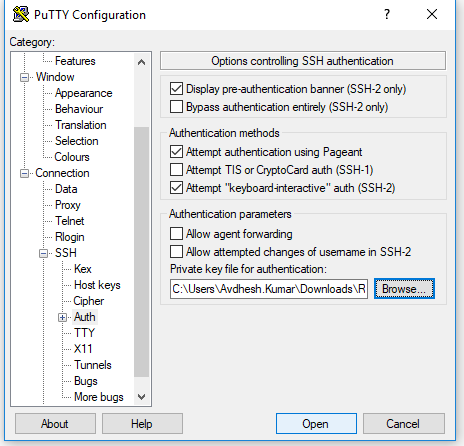 PuTTY Configuration
?
Category:
Features
Window
Appearance
Behaviour
Translation
Selection
Colours
Connection
Data
Proxy
Telnet
Rlogin
SSH
Kex
Host keys
Cipher
Auth
TTY
X11
Tunnels
Bugs
More bugs
Options controlling SSH authentication
Display pre-authentication banner (SSH-2 only)
Bypass authentication entirely (SSH-2 only)
Authentication methods
Attempt authentication using Pageant
Attempt TIS or CryptoCard auth (SSH-1)
Attempt "keyboard-interactive" auth (SSH-2)
Authentication parameters
Allow agent forwarding
Allow attempted changes of username in SSH-2
Private key file for authentication:
C:\Users\Avdhesh.Kumar\Downloads\R
Browse...
About
Help
Open
Cancel